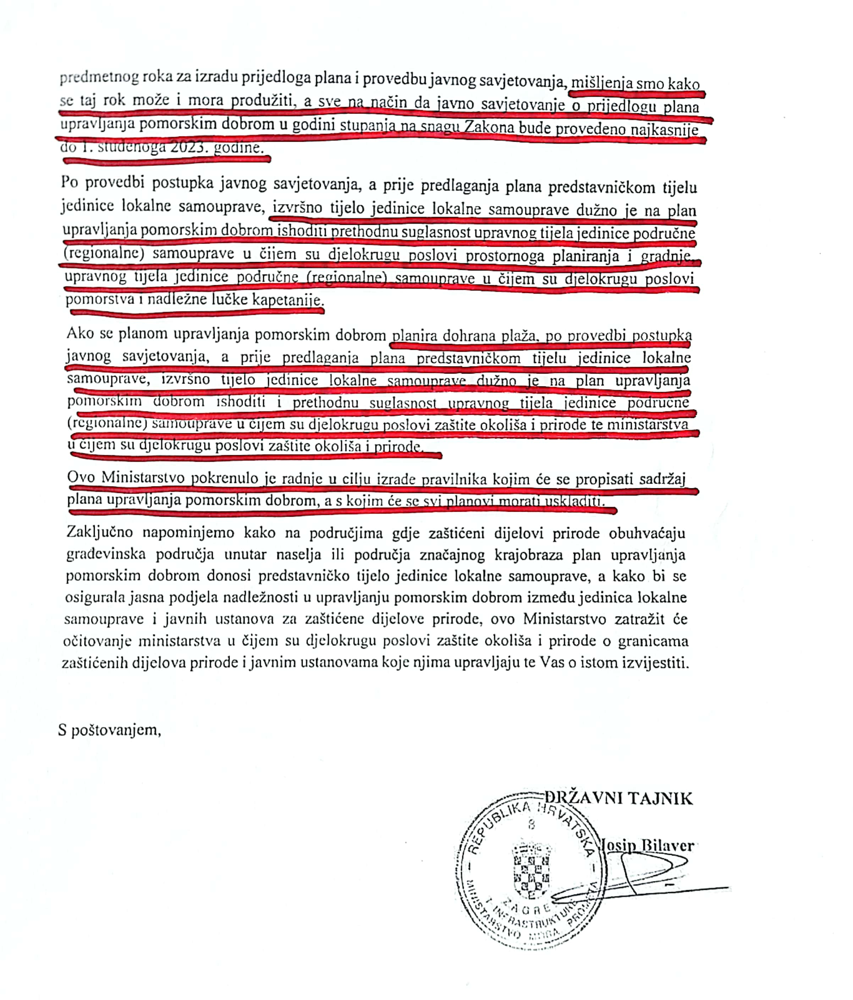 predmetnog roka za izradu prijedloga plana i provedbu javnog savjetovanja, mišljenja smo kako
se taj rok može i mora produžiti, a sve na način da javno savjetovanje o prijedlogu plana
upravljanja pomorskim dobrom u godini stupanja na snagu Zakona bude provedeno najkasnije
do 1. studenoga 2023. godine.
Po provedbi postupka javnog savjetovanja, a prije predlaganja plana predstavničkom tijelu
jedinice lokalne samouprave, izvršno tijelo jedinice lokalne samouprave dužno je na plan
upravljanja pomorskim dobrom ishoditi prethodnu suglasnost upravnog tijela jedinice područne
(regionalne) samouprave u čijem su djelokrugu poslovi prostornoga planiranja i gradnje,
upravnog tijela jedinice područne (regionalne) samouprave u čijem su djelokrugu poslovi
pomorstva i nadležne lučke kapetanije.
Ako se planom upravljanja pomorskim dobrom planira dohrana plaža, po provedbi postupka
javnog savjetovanja, a prije predlaganja plana predstavničkom tijelu jedinice lokalne
samouprave, izvršno tijelo jedinice lokalne samouprave dužno je na plan upravljanja
pomorskim dobrom ishoditi i prethodnu suglasnost upravnog tijela jedinice područne
(regionalne) samouprave u čijem su djelokrugu poslovi zaštite okoliša i prirode te ministarstva
u čijem su djelokrugu poslovi zaštite okoliša i prirode.
Ovo Ministarstvo pokrenulo je radnje u cilju izrade pravilnika kojim će se propisati sadržaj
plana upravljanja pomorskim dobrom, a s kojim će se svi planovi morati uskladiti.
Zaključno napominjemo kako na područjima gdje zaštićeni dijelovi prirode obuhvaćaju
građevinska područja unutar naselja ili područja značajnog krajobraza plan upravljanja
pomorskim dobrom donosi predstavničko tijelo jedinice lokalne samouprave, a kako bi se
osigurala jasna podjela nadležnosti u upravljanju pomorskim dobrom između jedinica lokalne
samouprave i javnih ustanova za zaštićene dijelove prirode, ovo Ministarstvo zatražit će
očitovanje ministarstva u čijem su djelokrugu poslovi zaštite okoliša i prirode o granicama
zaštićenih dijelova prirode i javnim ustanovama koje njima upravljaju te Vas o istom izvijestiti.
S poštovanjem,
DRŽAVNI TAJNIK
Josip Bilaver
REPUBLIKA HRVATSKA
8
ZAGRE
I INFRASTRUKTURE
MINISTARSTVO MORA, PROMETA